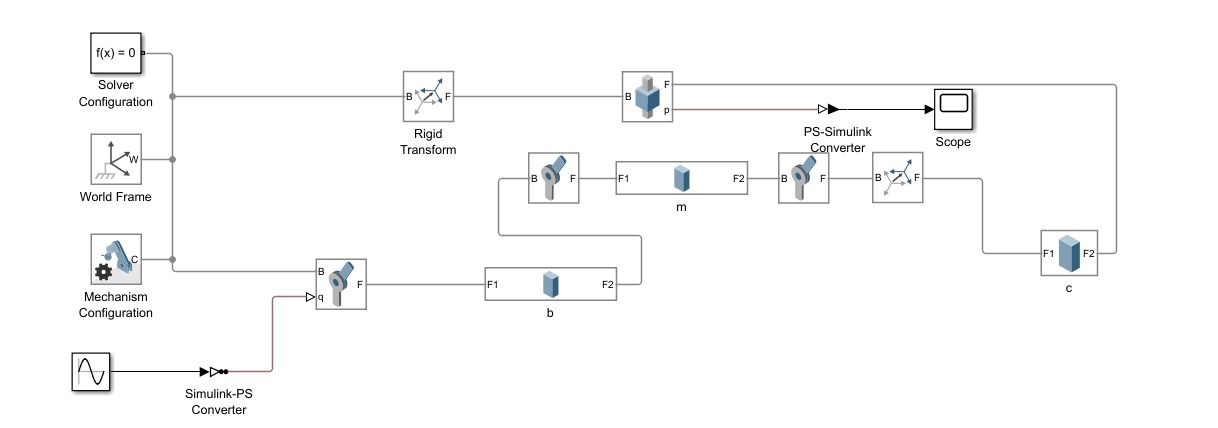 f(x) = 0
Solver
Configuration
B
F
Rigid
Transform
B
F
p
PS-Simulink
Converter
Scope
W
World Frame
B
F
F1
F2
m
B
F
B
F
C
Mechanism
Configuration
B
q
F
F1
F2
b
F1
F2
c
Simulink-PS
Converter